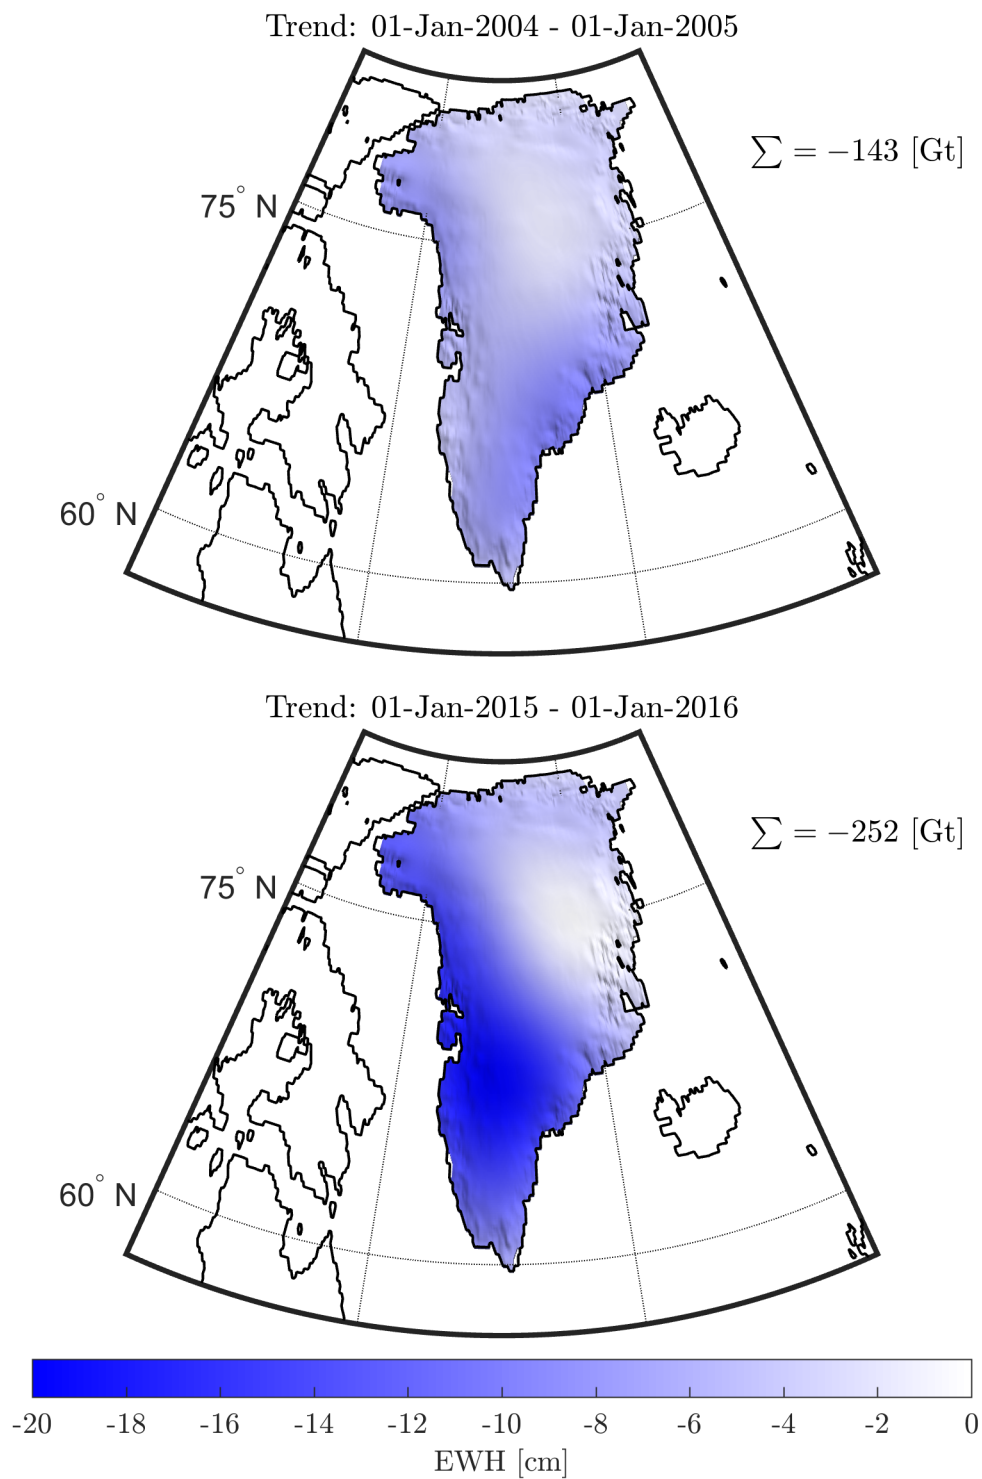 Trend: 01-Jan-2004 - 01-Jan-2005
∑ = −143 [Gt]
75° N
60° N
Trend: 01-Jan-2015 - 01-Jan-2016
∑ = −252 [Gt]
75° N
60° N
-20 -18 -16 -14 -12 -10 -8 -6 -4 -2 0
EWH [cm]